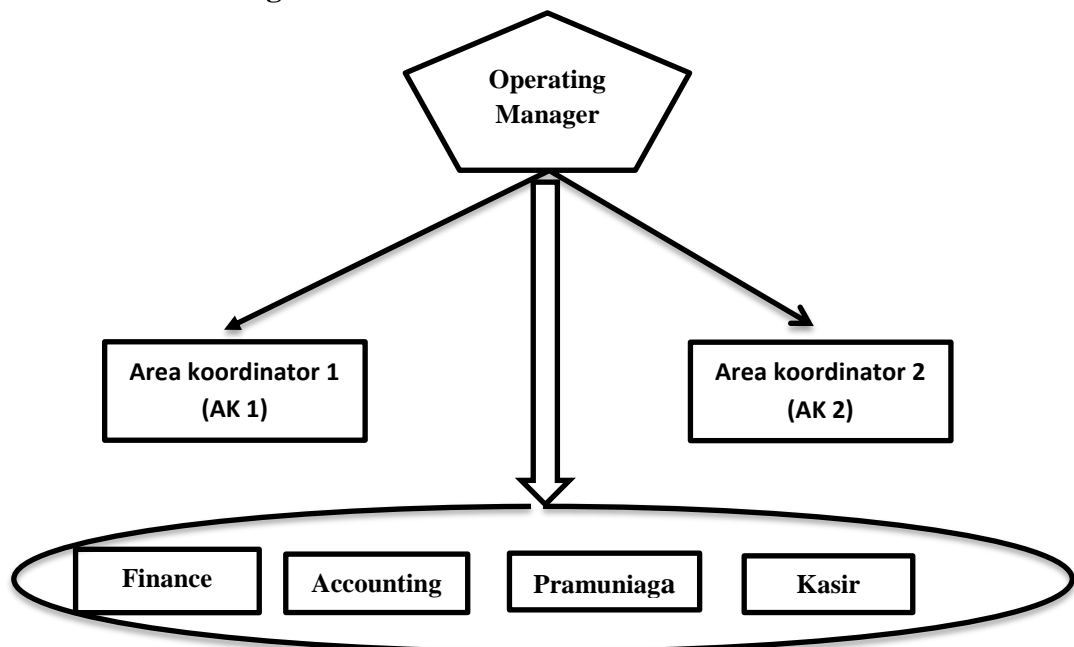 Operating
Manager
Area koordinator 1
(AK 1)
Area koordinator 2
(AK 2)
Finance
Accounting
Pramuniaga
Kasir